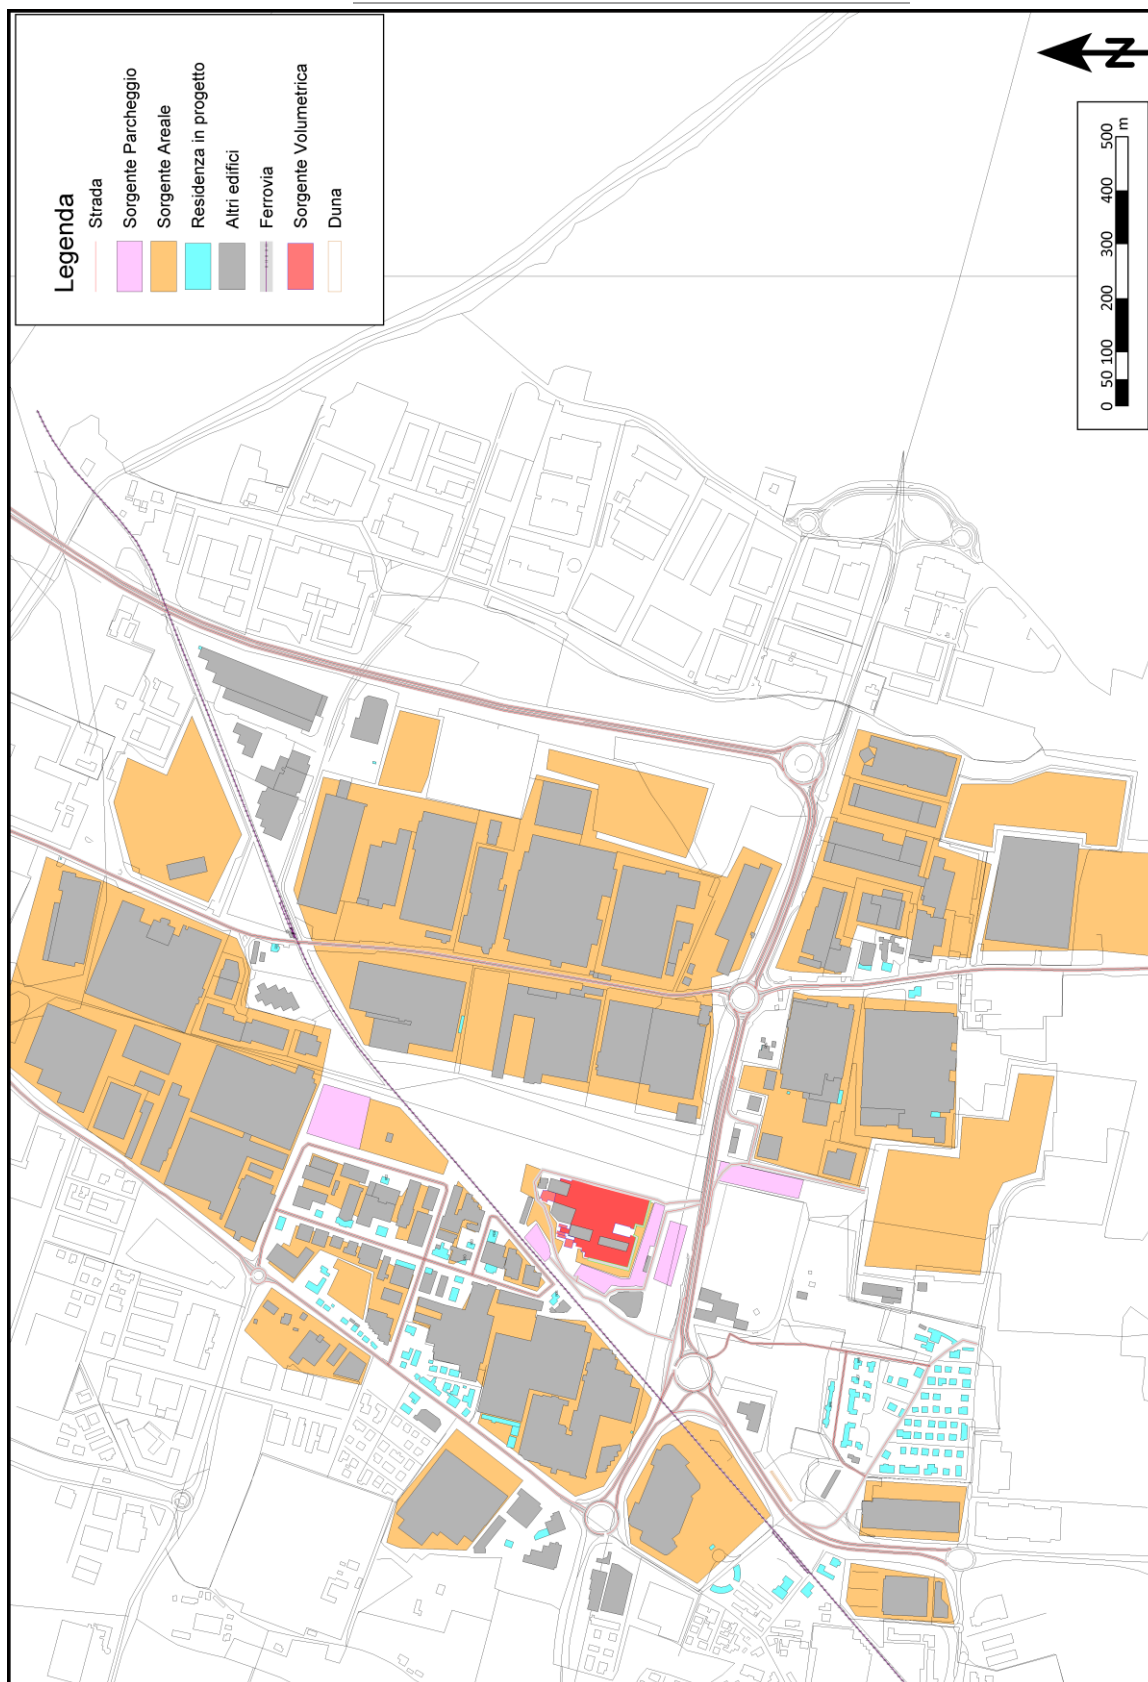 Legenda
Strada
Sorgente Parcheggio
Sorgente Areale
Residenza in progetto
Altri edifici
Ferrovia
Sorgente Volumetrica
Duna
N
0 50 100 200 300 400 500
m